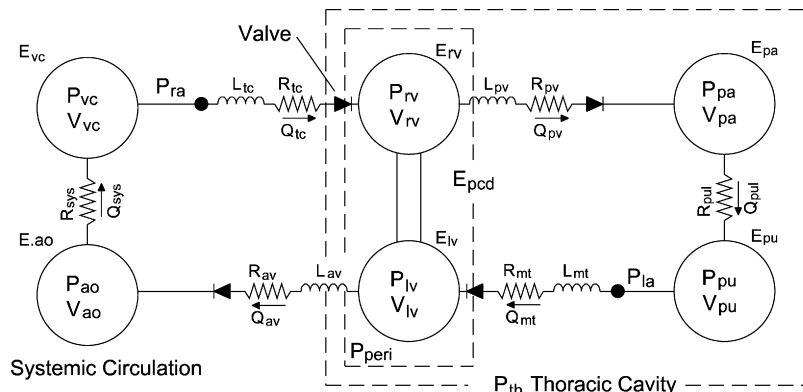 Valve
E_vc
P_ra
L_tc
R_tc
Q_tc
E_rv
L_pv
R_pv
Q_pv
E_pa
P_vc
V_vc
P_rv
V_rv
P_pa
V_pa
R_sys
Q_sys
E_pcd
R_pul
Q_pul
E.ao
R_av
L_av
Q_av
E_lv
R_mt
L_mt
Q_mt
P_la
E_pu
P_ao
V_ao
P_lv
V_lv
P_pu
V_pu
P_peri
Systemic Circulation
P_th Thoracic Cavity